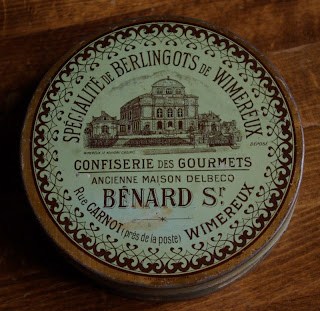 SPÉCIALITÉ DE BERLINGOTS DE WIMEREUX
DÉPOSÉ
CONFISERIE DES GOURMETS
ANCIENNE MAISON DELBECQ
BÉNARD Sr.
Rue CARNOT (près de la poste) WIMEREUX